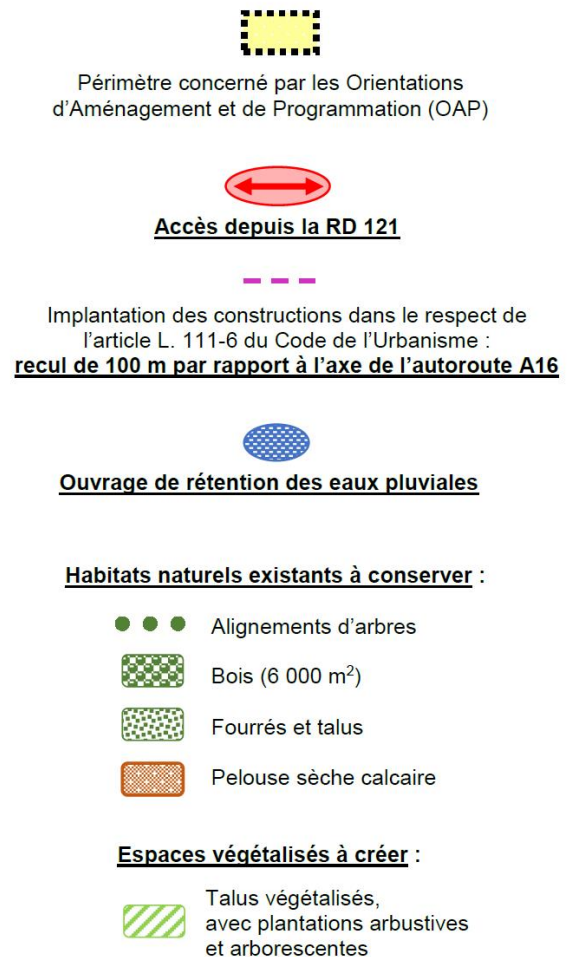 Périmètre concerné par les Orientations
d'Aménagement et de Programmation (OAP)
Accès depuis la RD 121
Implantation des constructions dans le respect de
l'article L. 111-6 du Code de l'Urbanisme :
recul de 100 m par rapport à l'axe de l'autoroute A16
Ouvrage de rétention des eaux pluviales
Habitats naturels existants à conserver :
Alignements d'arbres
Bois (6 000 m²)
Fourrés et talus
Pelouse sèche calcaire
Espaces végétalisés à créer :
Talus végétalisés,
avec plantations arbustives
et arborescentes